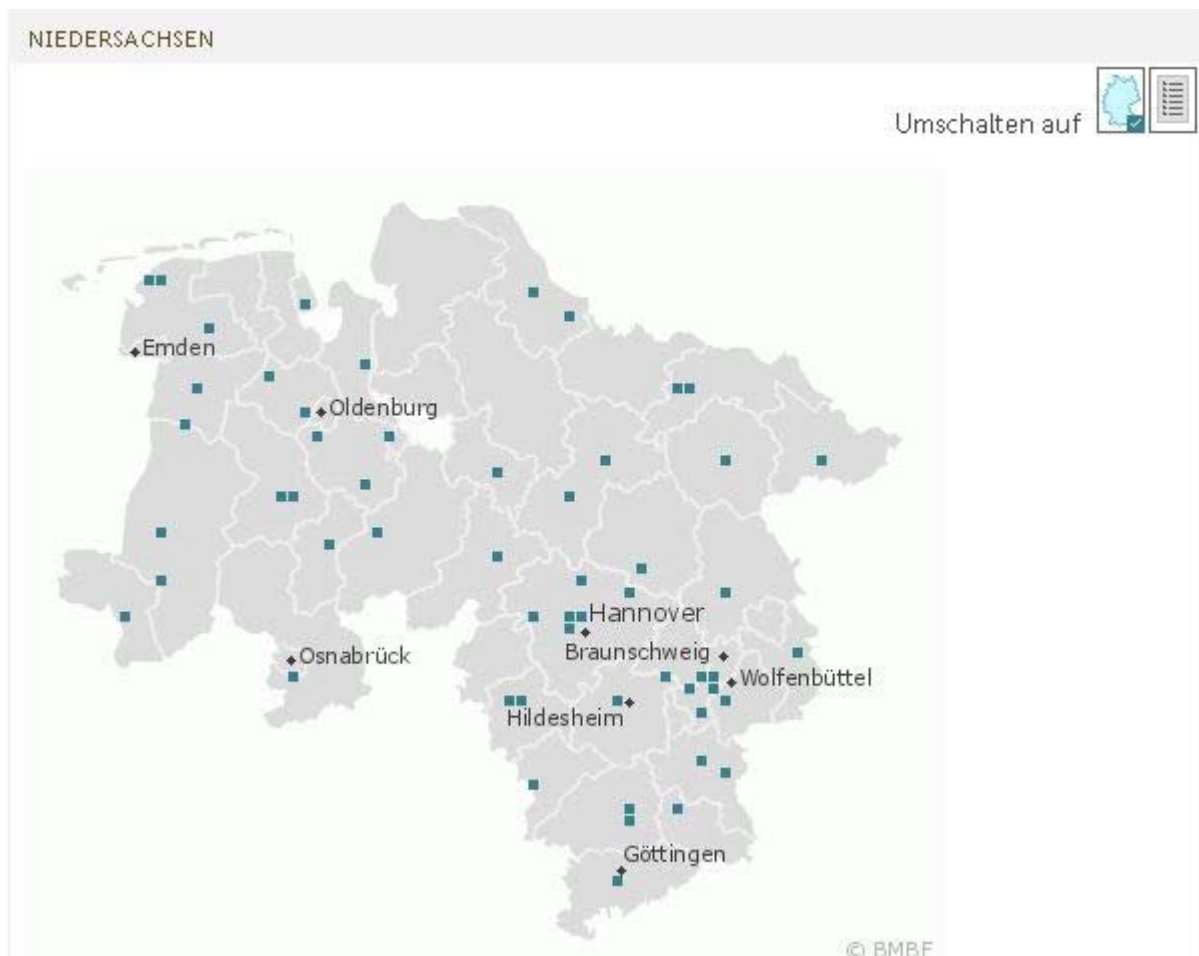 NIEDERSACHSEN
Umschalten auf
Emden
Oldenburg
Hannover
Braunschweig
Osnabrück
Wolfenbüttel
Hildesheim
Göttingen
© BMBF